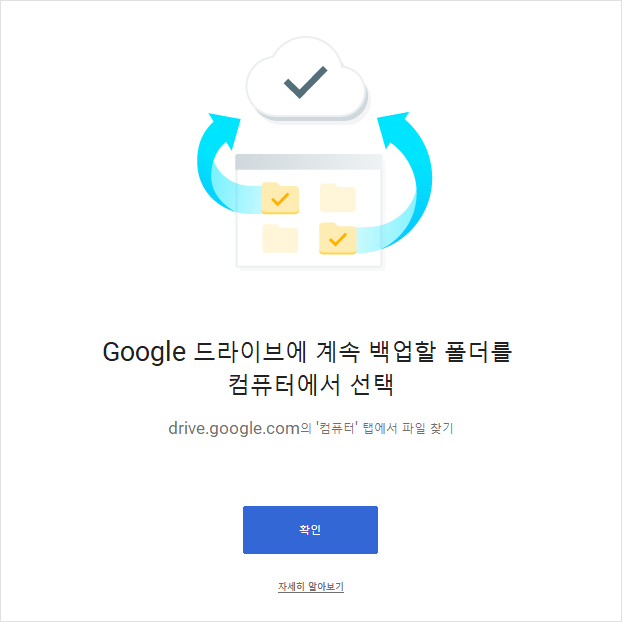 Google 드라이브에 계속 백업할 폴더를
컴퓨터에서 선택
drive.google.com의 '컴퓨터' 탭에서 파일 찾기
확인
자세히 알아보기